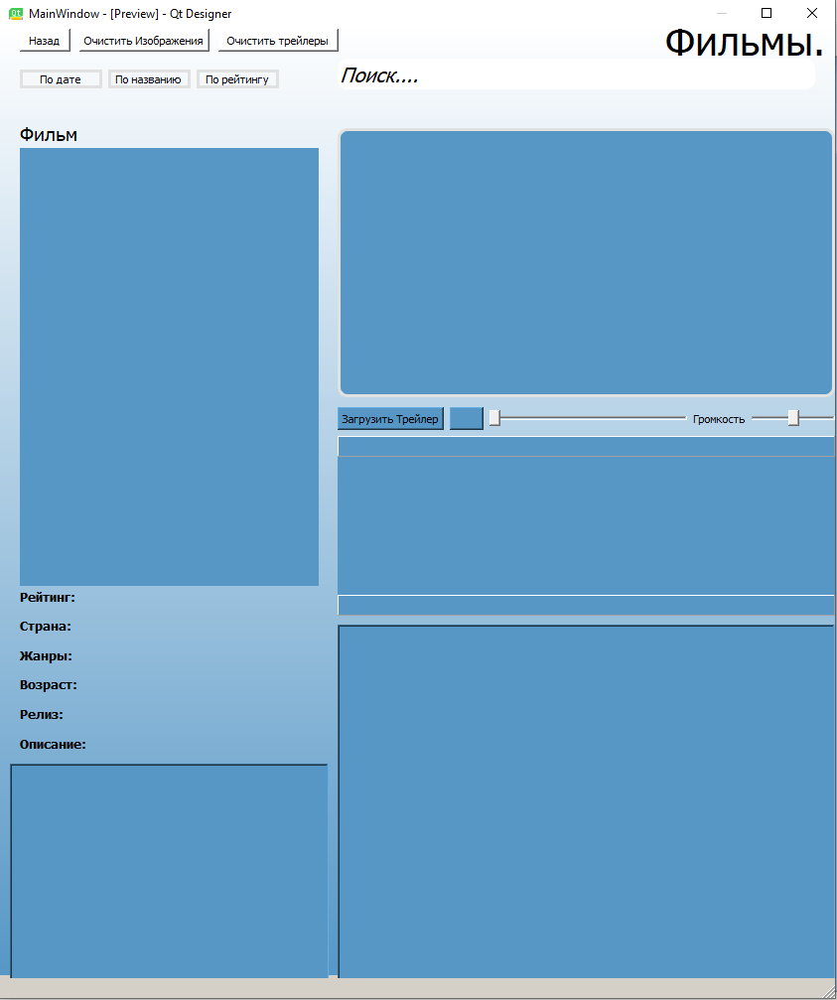 MainWindow - [Preview] - Qt Designer
Назад Очистить Изображения Очистить трейлеры
Фильмы.
По дате По названию По рейтингу
Поиск....
Фильм
Загрузить Трейлер Громкость
Рейтинг:
Страна:
Жанры:
Возраст:
Релиз:
Описание: